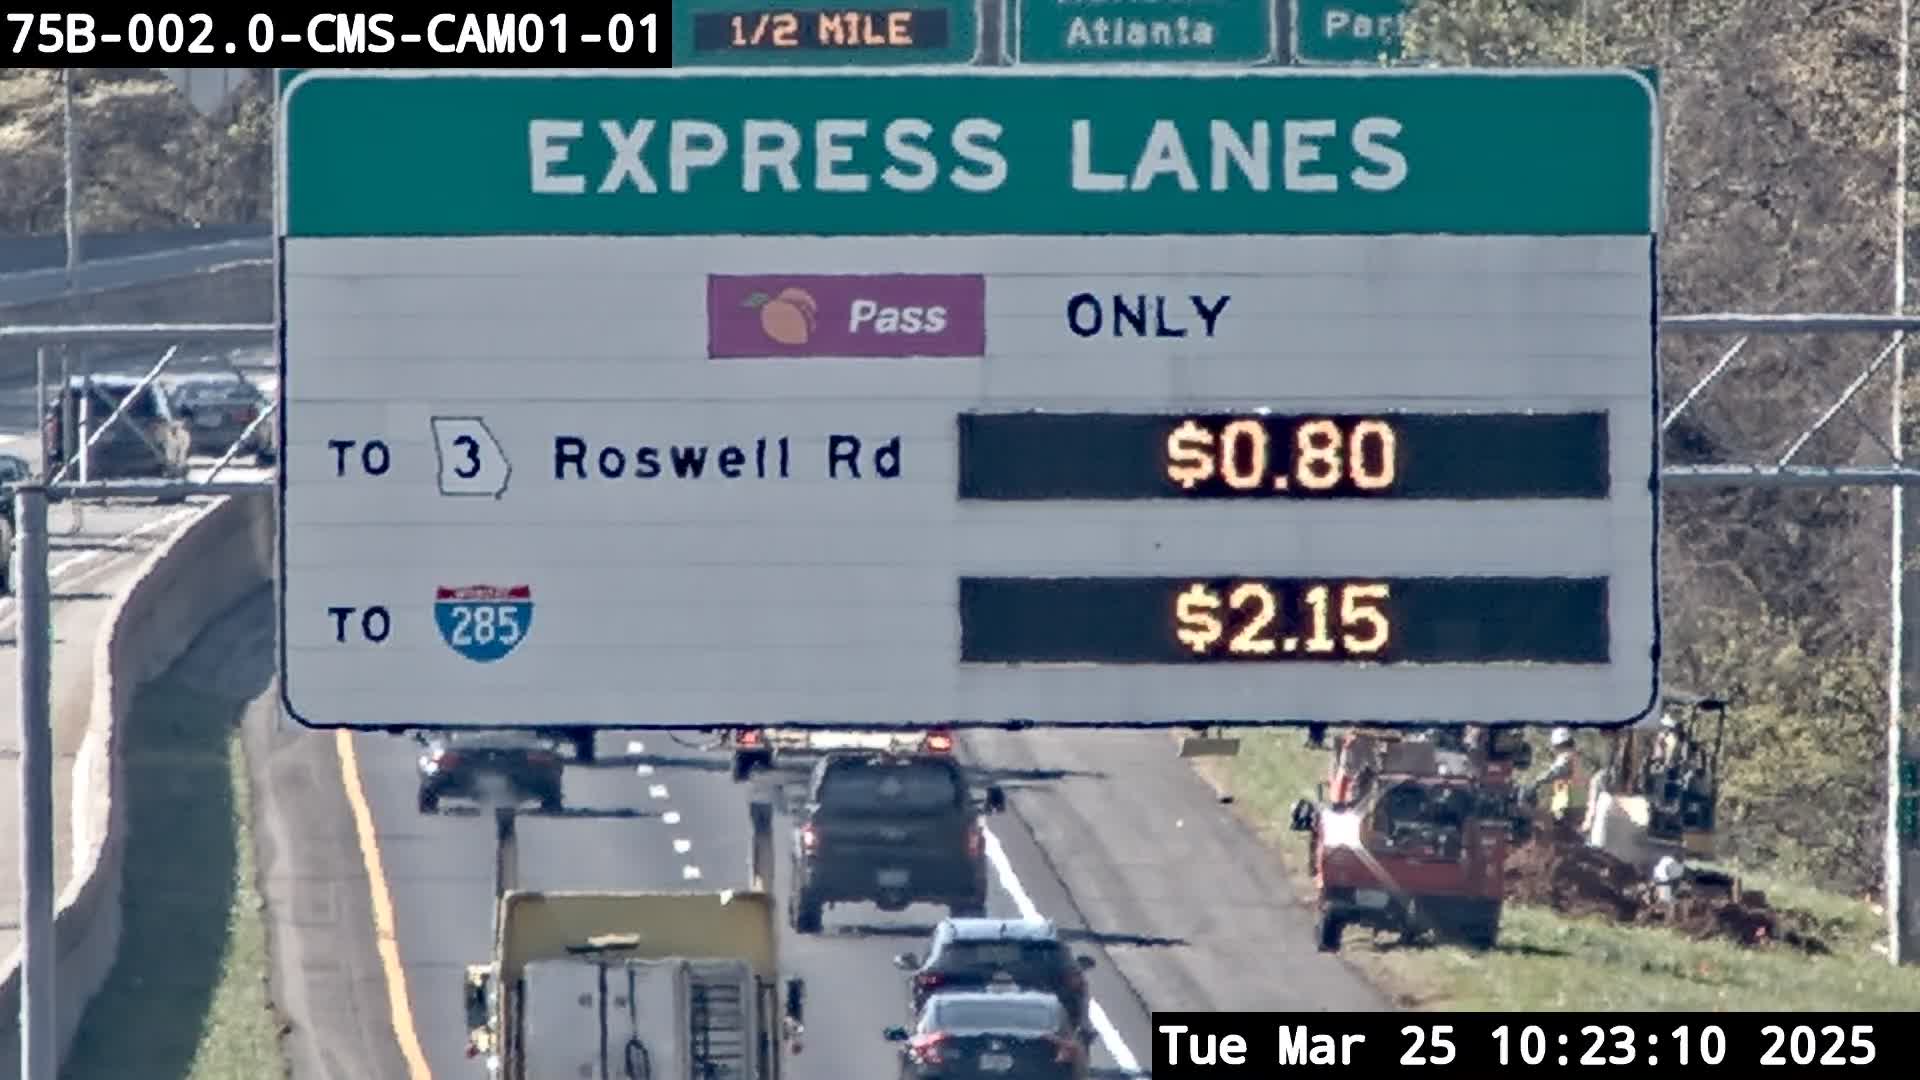 75B-002.0-CMS-CAM01-01
1/2 MILE
Atlanta
EXPRESS LANES
Pass ONLY
TO 3 Roswell Rd $0.80
TO 285 $2.15
Tue Mar 25 10:23:10 2025